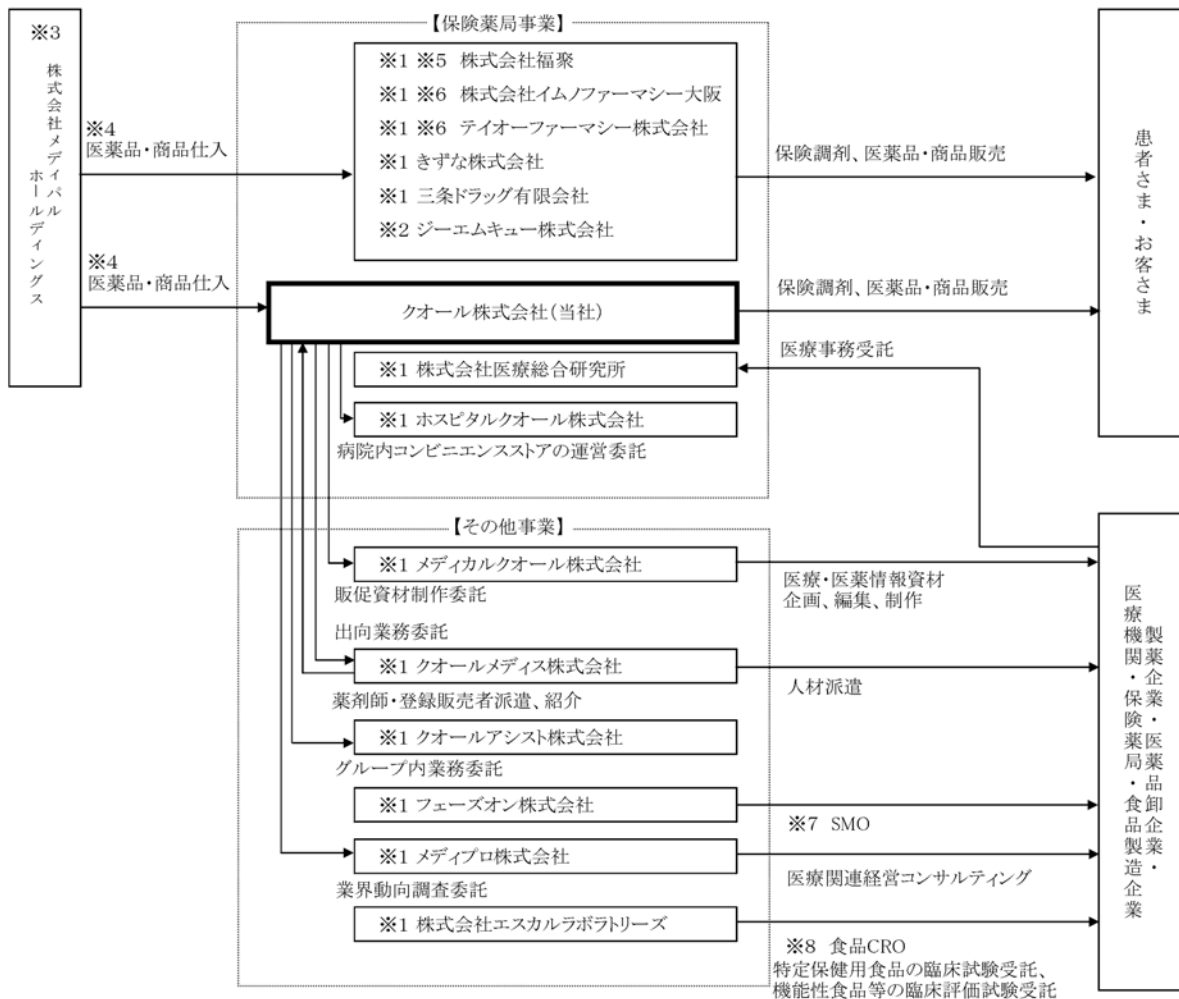 ※3
株式会社メディパル
ホールディングス
※4
医薬品・商品仕入
※4
医薬品・商品仕入
【保険薬局事業】
※1 ※5 株式会社福聚
※1 ※6 株式会社イムノファーマシー大阪
※1 ※6 テイオーファーマシー株式会社
※1 きずな株式会社
※1 三条ドラッグ有限会社
※2 ジーエムキュー株式会社
保険調剤、医薬品・商品販売
クオール株式会社(当社)
保険調剤、医薬品・商品販売
患者さま・お客さま
※1 株式会社医療総合研究所
医療事務受託
※1 ホスピタルクオール株式会社
病院内コンビニエンスストアの運営委託
【その他事業】
※1 メディカルクオール株式会社
販促資材制作委託
医療・医薬情報資材
企画、編集、制作
出向業務委託
※1 クオールメディス株式会社
薬剤師・登録販売者派遣、紹介
人材派遣
※1 クオールアシスト株式会社
グループ内業務委託
※1 フェーズオン株式会社
※7 SMO
※1 メディプロ株式会社
業界動向調査委託
医療関連経営コンサルティング
※1 株式会社エスカルラボラトリーズ
※8 食品CRO
特定保健用食品の臨床試験受託、
機能性食品等の臨床評価試験受託
製薬企業・医薬品卸企業・
医療機関・保険薬局・食品製造企業